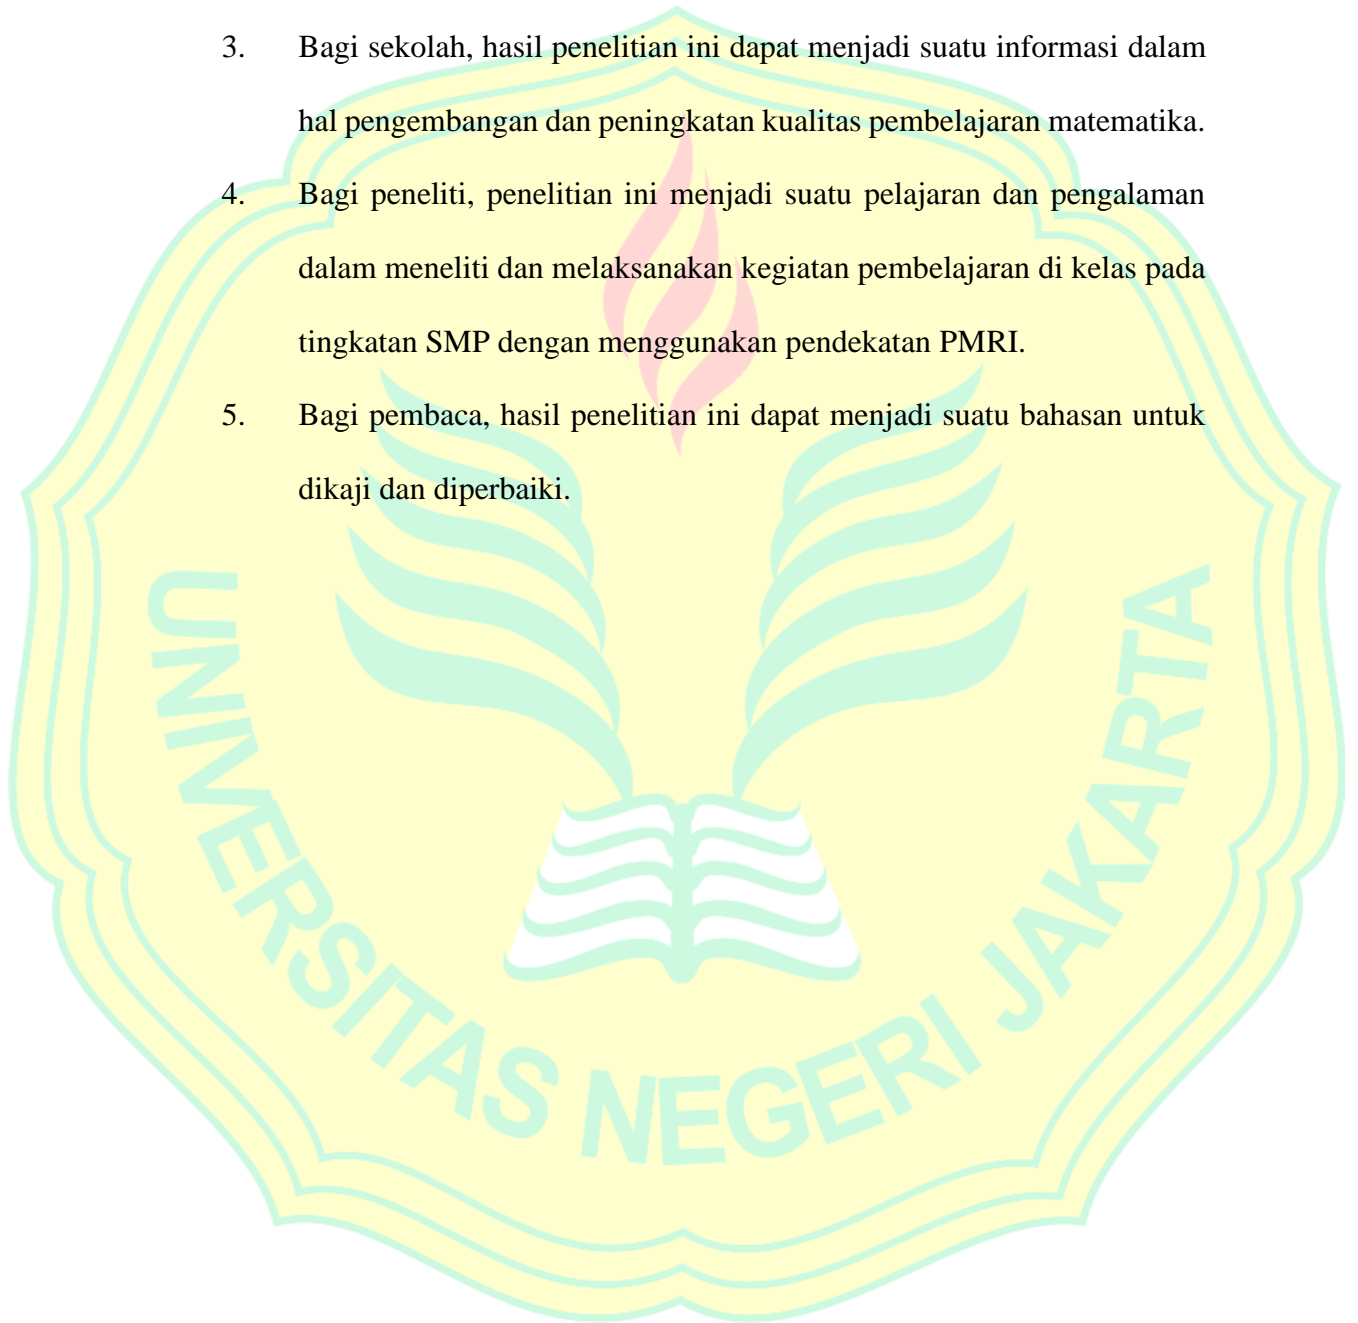 3. Bagi sekolah, hasil penelitian ini dapat menjadi suatu informasi dalam
hal pengembangan dan peningkatan kualitas pembelajaran matematika.
4. Bagi peneliti, penelitian ini menjadi suatu pelajaran dan pengalaman
dalam meneliti dan melaksanakan kegiatan pembelajaran di kelas pada
tingkatan SMP dengan menggunakan pendekatan PMRI.
5. Bagi pembaca, hasil penelitian ini dapat menjadi suatu bahasan untuk
dikaji dan diperbaiki.
UNIVERSITAS NEGERI JAKARTA